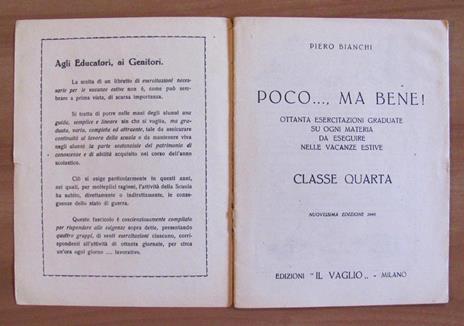 Agli Educatori, ai Genitori.
La scelta di un libretto di esercitazioni necessa-
rie per le vacanze estive non è, come può sem-
brare a prima vista, di scarsa importanza.
Si tratta di porre nelle mani degli alunni una
guida, semplice e lineare sin che si voglia, ma gra-
duata, varia, completa ed attraente, tale da assicurare
continuità al lavoro della scuola e da mantenere viva
negli alunni la parte sostanziale del patrimonio di
conoscenze e di abilità acquisito nel corso dell'anno
scolastico.
Ciò si esige particolarmente in questi anni,
nei quali, per molteplici ragioni, l'attività della Scuola
ha subìto, direttamente o indirettamente, le conse-
guenze dello stato di guerra.
Questo fascicolo è coscienziosamente compilato
per rispondere alle esigenze sopra dette, presentando
quattro gruppi, di venti esercitazioni ciascuno, corri-
spondenti all'attività di ottanta giornate, per circa
un'ora ogni giorno .... lavorativo.
PIERO BIANCHI
POCO..., MA BENE!
OTTANTA ESERCITAZIONI GRADUATE
SU OGNI MATERIA
DA ESEGUIRE
NELLE VACANZE ESTIVE
CLASSE QUARTA
NUOVISSIMA EDIZIONE
EDIZIONI "IL VAGLIO„ - MILANO